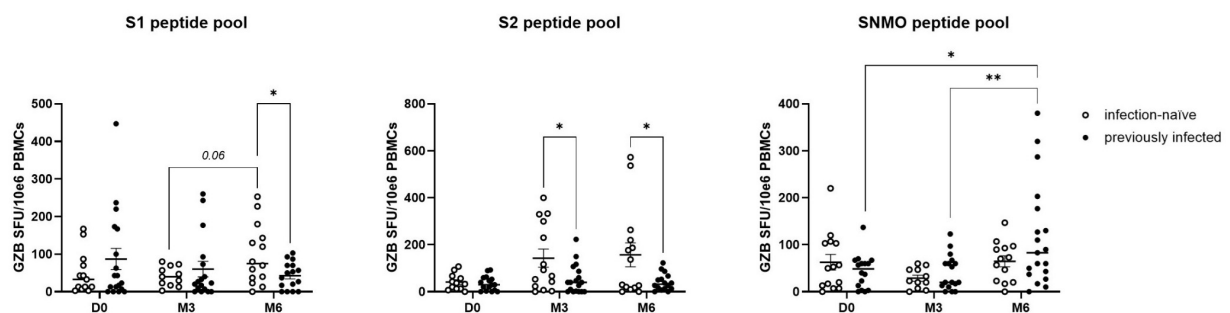 S1 peptide pool
GZB SFU/10e6 PBMCs
500
400
300
200
100
0
0.06
*
D0 M3 M6
S2 peptide pool
GZB SFU/10e6 PBMCs
800
600
400
200
0
*
*
D0 M3 M6
SNMO peptide pool
GZB SFU/10e6 PBMCs
400
300
200
100
0
*
**
D0 M3 M6
infection-naïve
previously infected